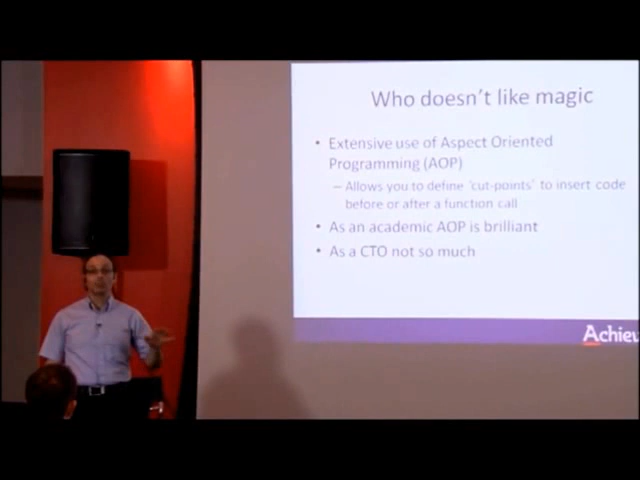 Who doesn't like magic
• Extensive use of Aspect Oriented
Programming (AOP)
– Allows you to define 'cut-points' to insert code
before or after a function call
• As an academic AOP is brilliant
• As a CTO not so much
Achieu